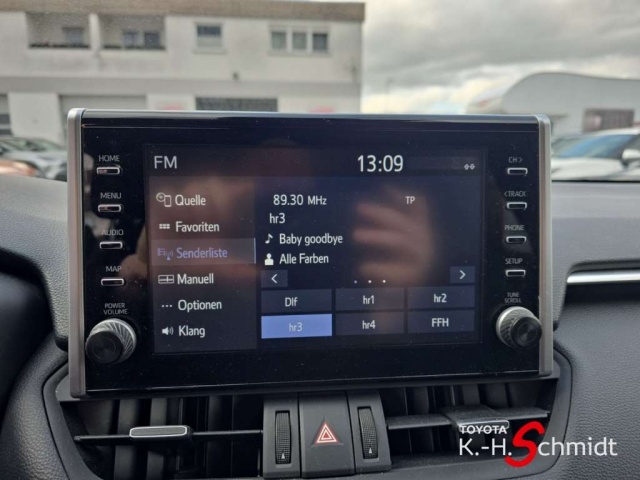 HOME
MENU
AUDIO
MAP
POWER
VOLUME
FM
13:09
Quelle
Favoriten
Senderliste
Manuell
Optionen
Klang
89.30 MHz
TP
hr3
Baby goodbye
Alle Farben
Dlf
hr1
hr2
hr3
hr4
FFH
CH >
< TRACK
PHONE
SETUP
TUNE
SCROLL
TOYOTA
K.-H. Schmidt